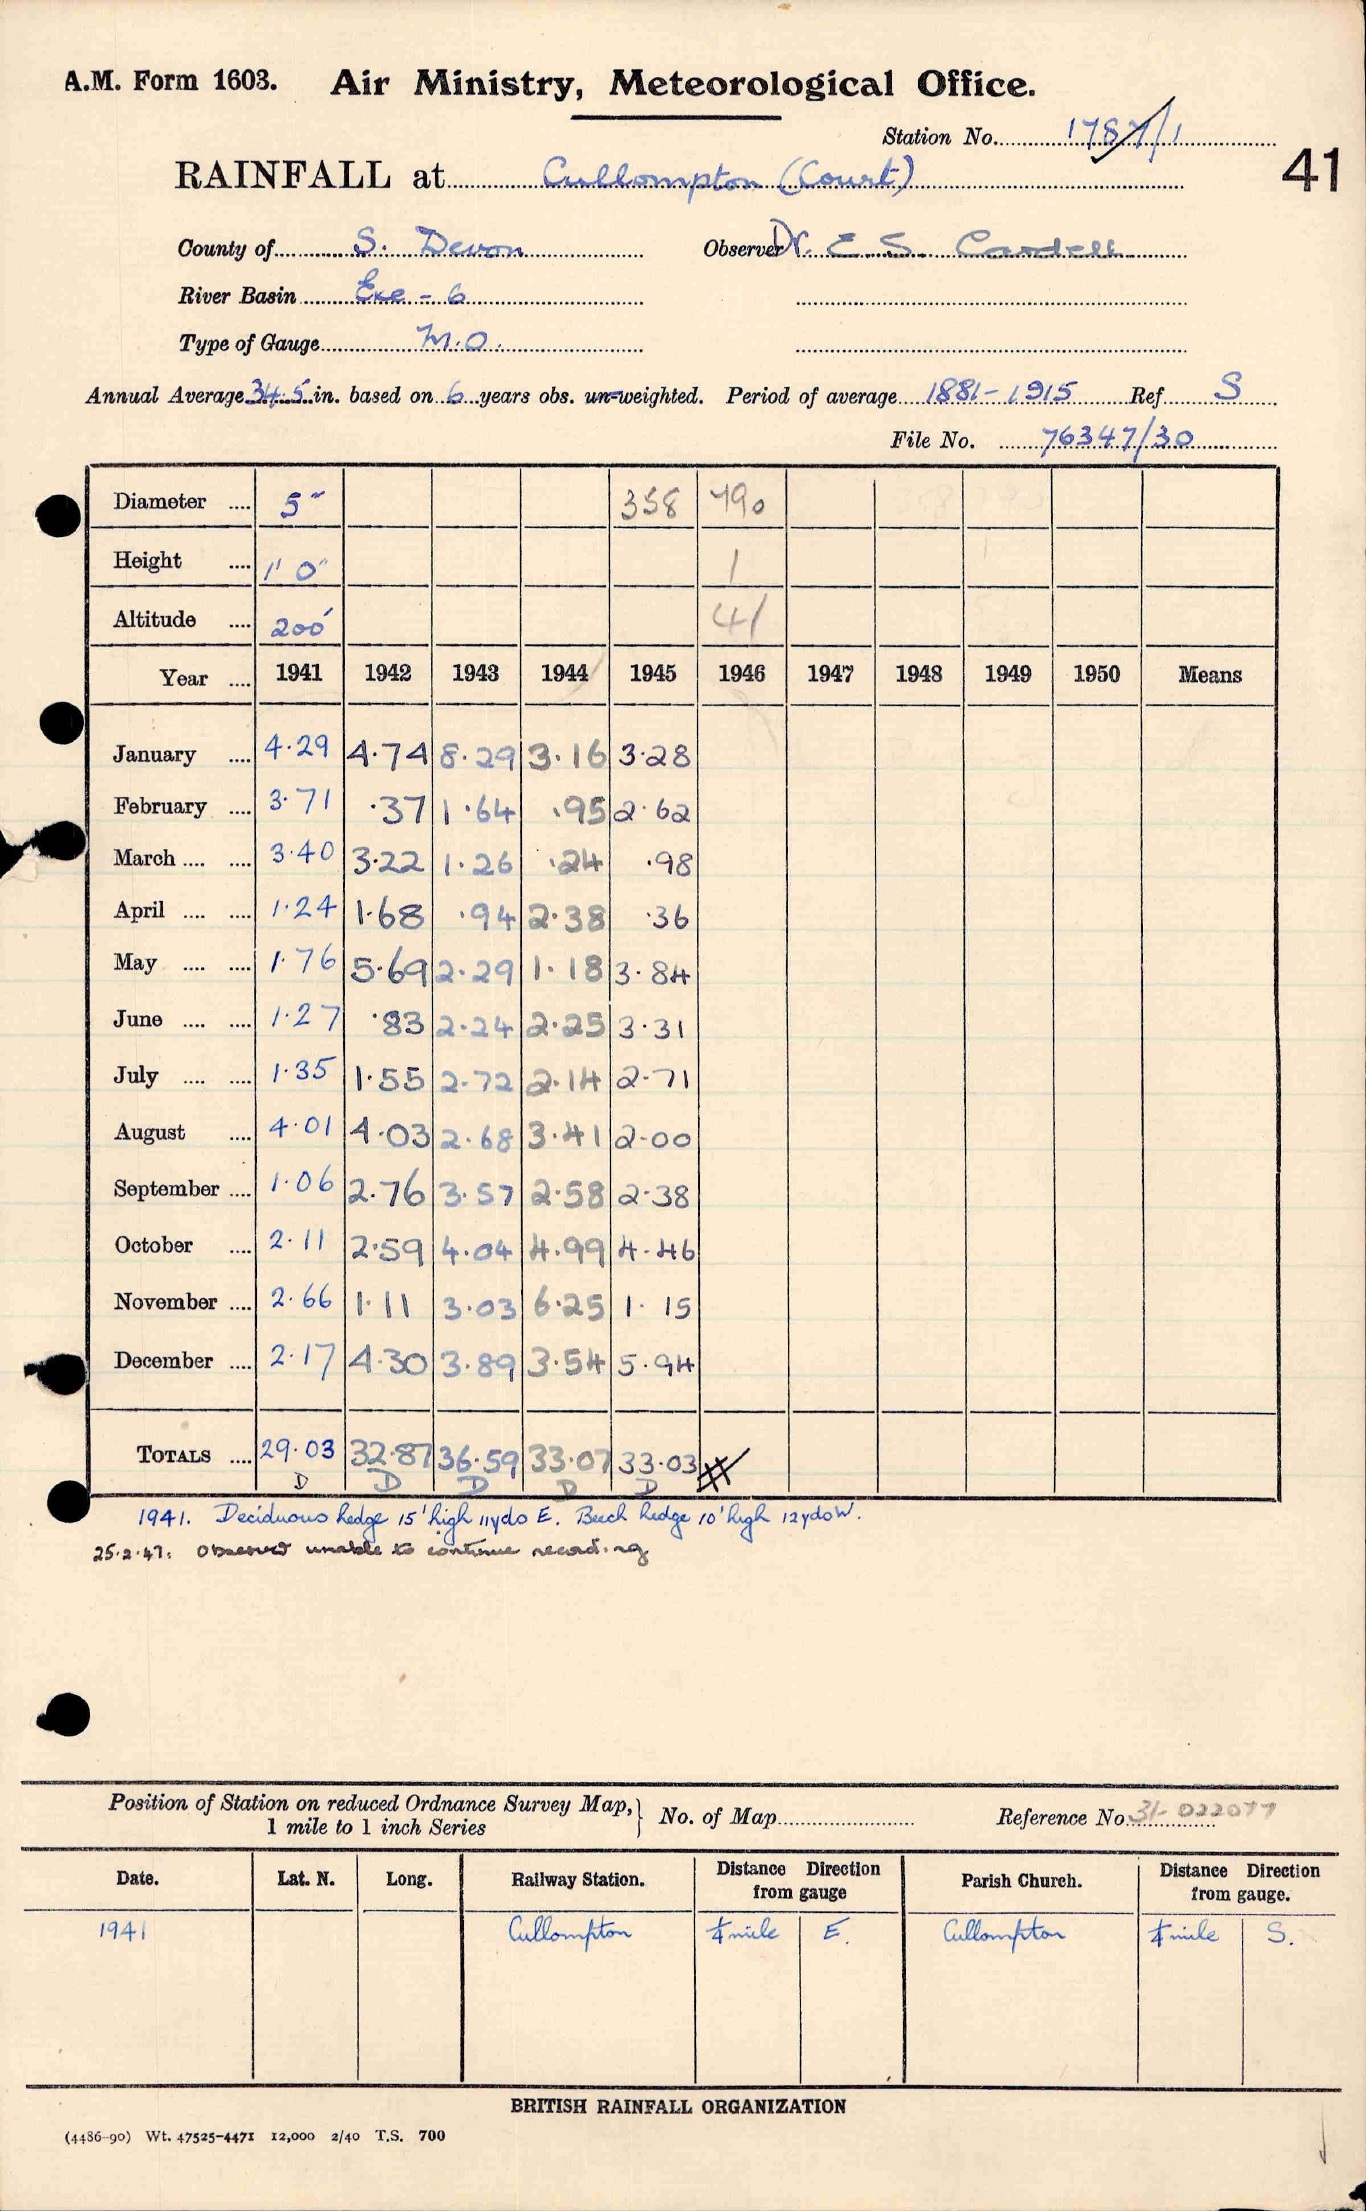 A.M. Form 1603. Air Ministry, Meteorological Office.
Station No. 1787/1
RAINFALL at Cullompton (Court)
41
County of S. Devon Observer Dr. E. S. Cardell
River Basin Exe - 6
Type of Gauge M.O.
Annual Average 34.5 in. based on 6 years obs. un-weighted. Period of average 1881-1915 Ref S
File No. 76347/30
Diameter .... 5" 358 790
Height .... 1' 0" 1
Altitude .... 200' 41
Year .... 1941 1942 1943 1944 1945 1946 1947 1948 1949 1950 Means
January .... 4.29 4.74 8.29 3.16 3.28
February .... 3.71 .37 1.64 .95 2.62
March .... .... 3.40 3.22 1.26 .24 .98
April .... .... 1.24 1.68 .94 2.38 .36
May .... .... 1.76 5.69 2.29 1.18 3.84
June .... .... 1.27 .83 2.24 2.25 3.31
July .... .... 1.35 1.55 2.72 2.14 2.71
August .... 4.01 4.03 2.68 3.41 2.00
September .... 1.06 2.76 3.57 2.58 2.38
October .... 2.11 2.59 4.04 4.99 4.46
November .... 2.66 1.11 3.03 6.25 1.15
December .... 2.17 4.30 3.89 3.54 5.94
TOTALS .... 29.03 32.87 36.59 33.07 33.03
D D D D D
1941. Deciduous hedge 15' high 11yds E. Beech hedge 10' high 12yds W.
25.2.47: Observer unable to continue recording
Position of Station on reduced Ordnance Survey Map, 1 mile to 1 inch Series } No. of Map Reference No. 31-022077
Date. Lat. N. Long. Railway Station. Distance Direction from gauge Parish Church. Distance Direction from gauge.
1941 Cullompton ¼ mile E. Cullompton ¼ mile S.
BRITISH RAINFALL ORGANIZATION
(4486-90) Wt. 47525-4471 12,000 2/40 T.S. 700